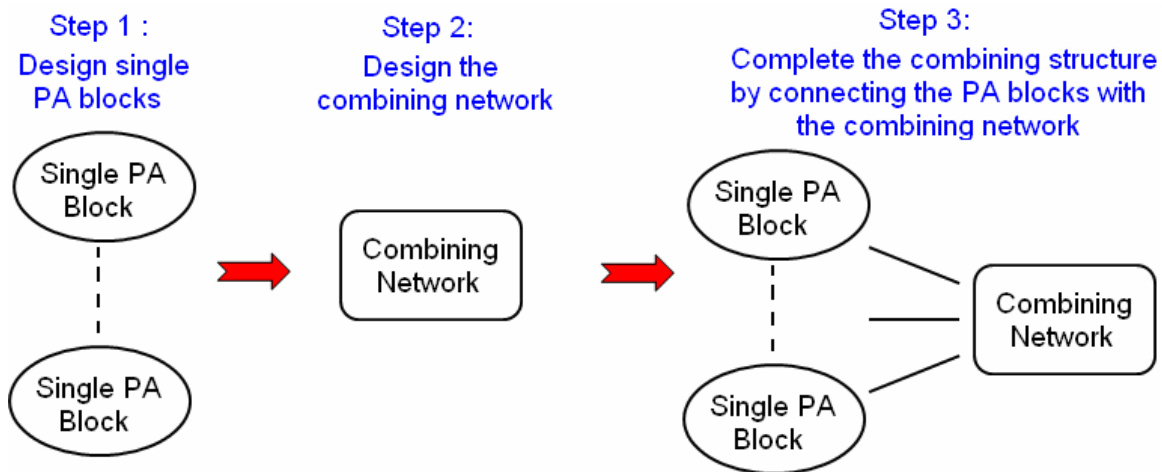 Step 1 :
Design single
PA blocks
Single PA
Block
Single PA
Block
Step 2:
Design the
combining network
Combining
Network
Step 3:
Complete the combining structure
by connecting the PA blocks with
the combining network
Single PA
Block
Single PA
Block
Combining
Network